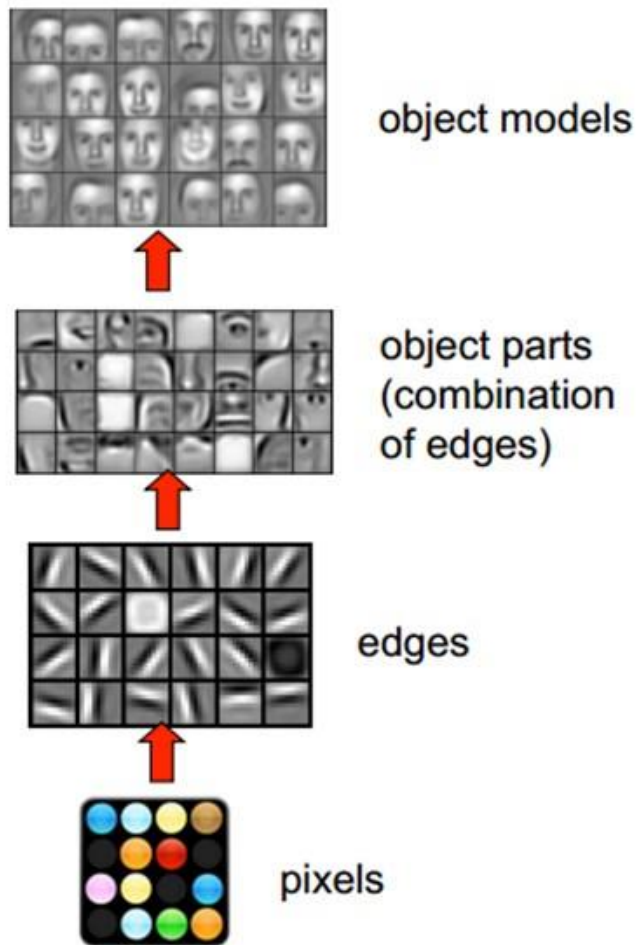 object models
object parts
(combination
of edges)
edges
pixels